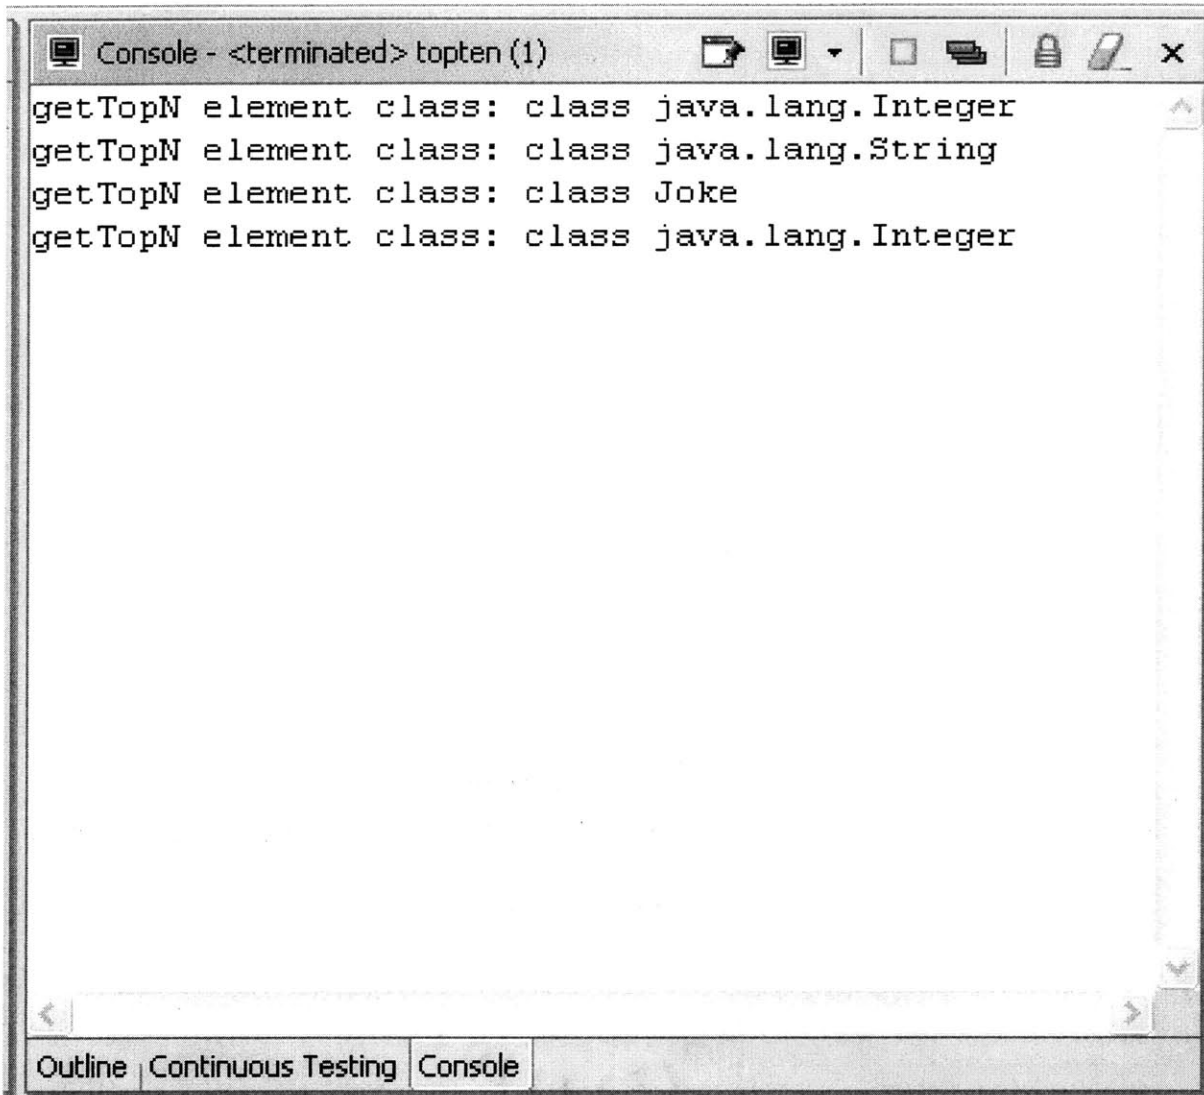 Console - <terminated> topten (1)
getTopN element class: class java.lang.Integer
getTopN element class: class java.lang.String
getTopN element class: class Joke
getTopN element class: class java.lang.Integer
Outline Continuous Testing Console